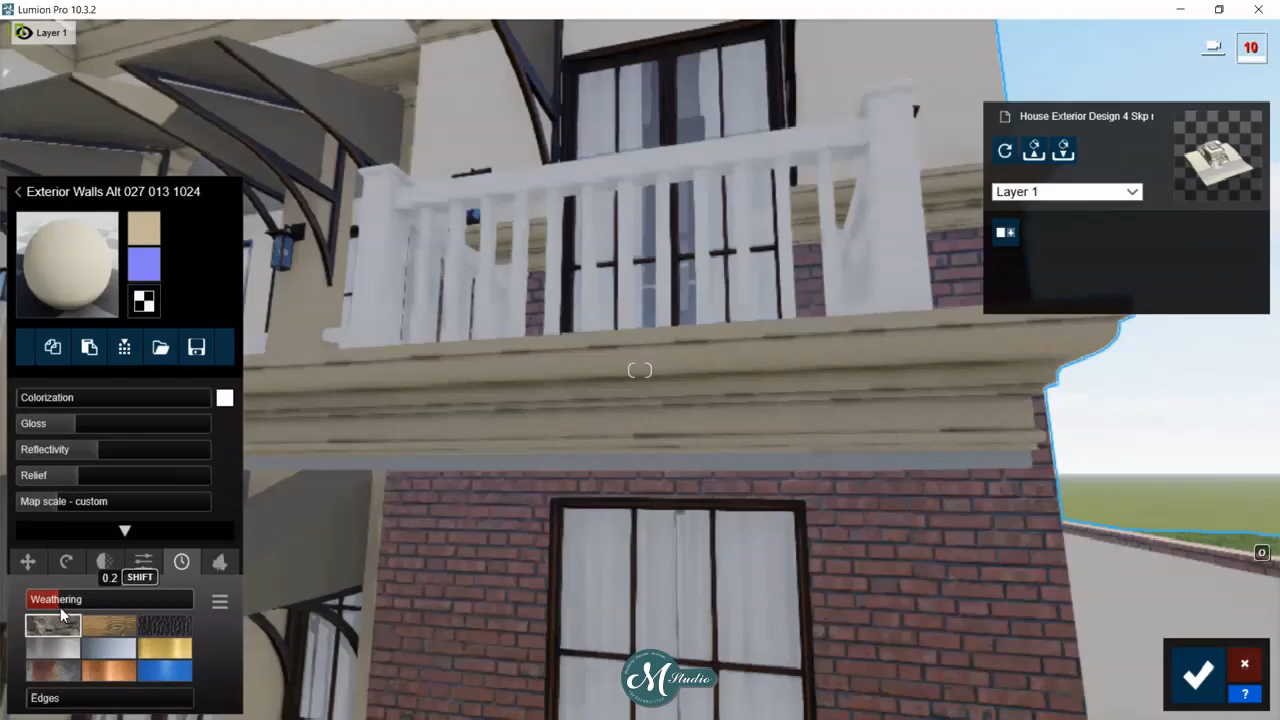 Lumion Pro 10.3.2
Layer 1
10
House Exterior Design 4 Skp r
Layer 1
Exterior Walls Alt 027 013 1024
Colorization
Gloss
Reflectivity
Relief
Map scale - custom
0.2 SHIFT
Weathering
Edges
O
M Studio
?